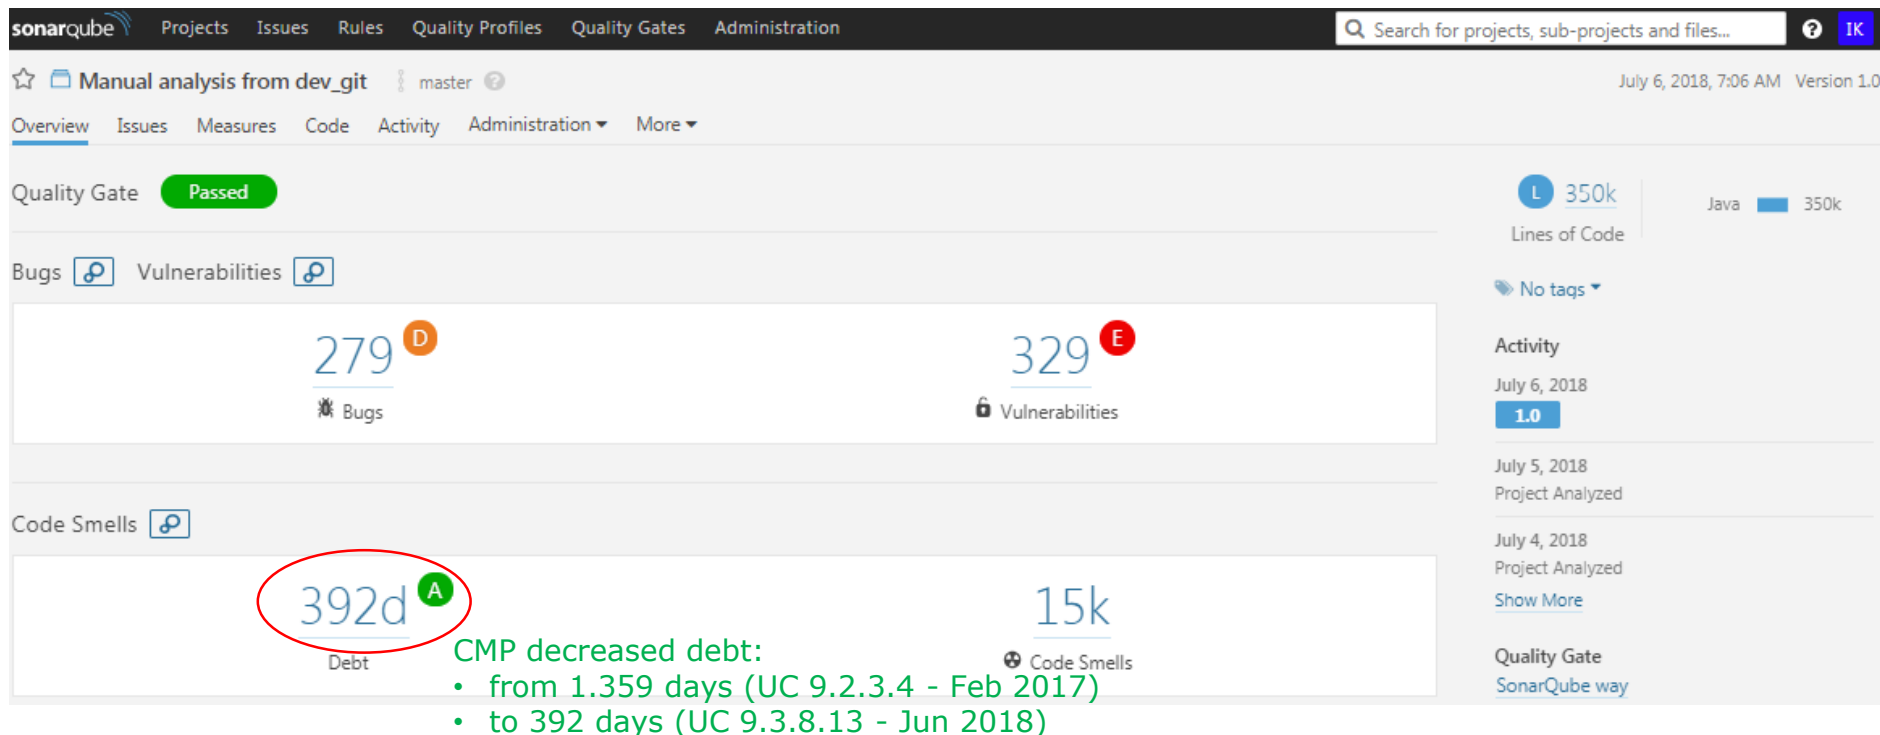 sonarqube Projects Issues Rules Quality Profiles Quality Gates Administration Search for projects, sub-projects and files... ? IK
Manual analysis from dev_git master ? July 6, 2018, 7:06 AM Version 1.0
Overview Issues Measures Code Activity Administration More
Quality Gate Passed
L 350k Java 350k
Lines of Code
Bugs Vulnerabilities
No tags
279 D 329 E
Bugs Vulnerabilities
Activity
July 6, 2018
1.0
July 5, 2018
Project Analyzed
Code Smells
July 4, 2018
Project Analyzed
Show More
392d A 15k
Debt Code Smells
CMP decreased debt:
• from 1.359 days (UC 9.2.3.4 - Feb 2017)
• to 392 days (UC 9.3.8.13 - Jun 2018)
Quality Gate
SonarQube way